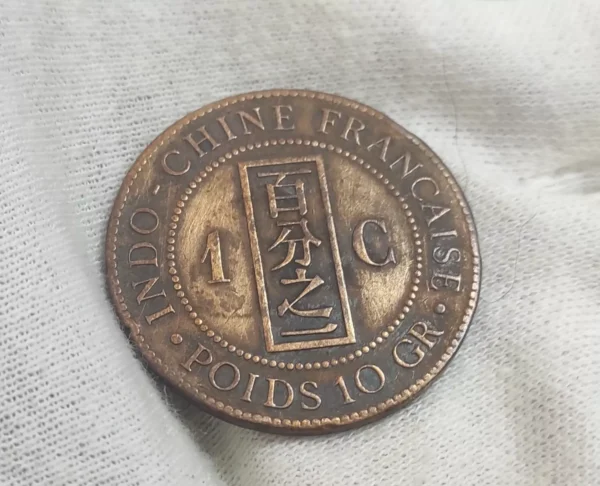 INDO-CHINE FRANCAISE
1
百分之一
C
• POIDS 10 GR •